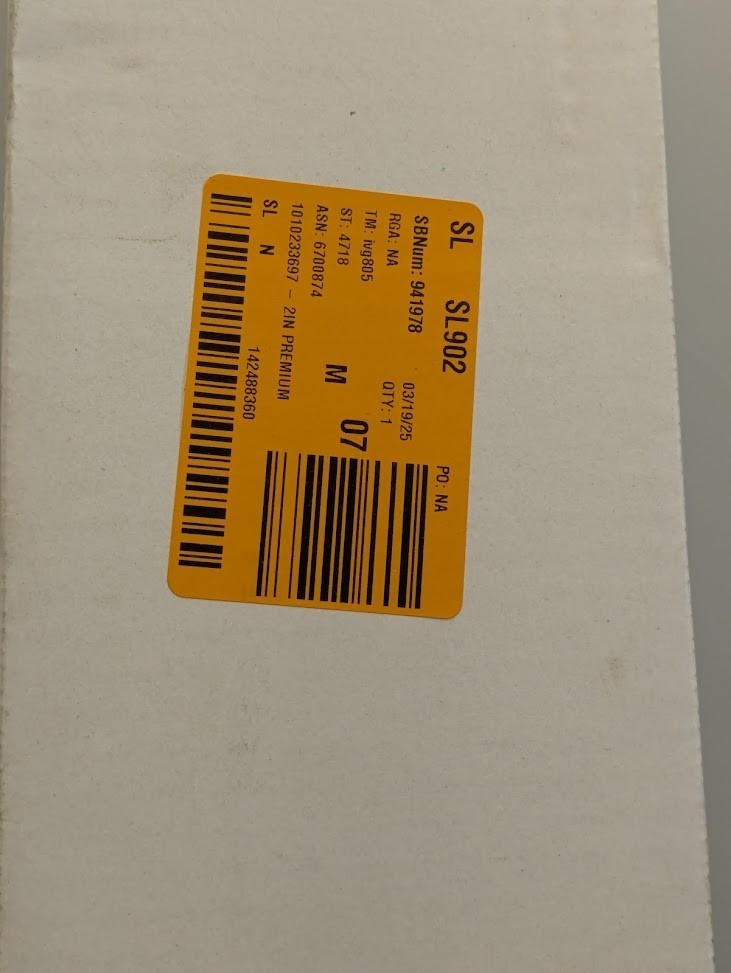 SL SL902
PO: NA
SBNum: 941978 03/19/25
RGA: NA QTY: 1
TM: ivg805
ST: 4718 M 07
ASN: 6700874
1010233697 - 2IN PREMIUM
SL N
142488360